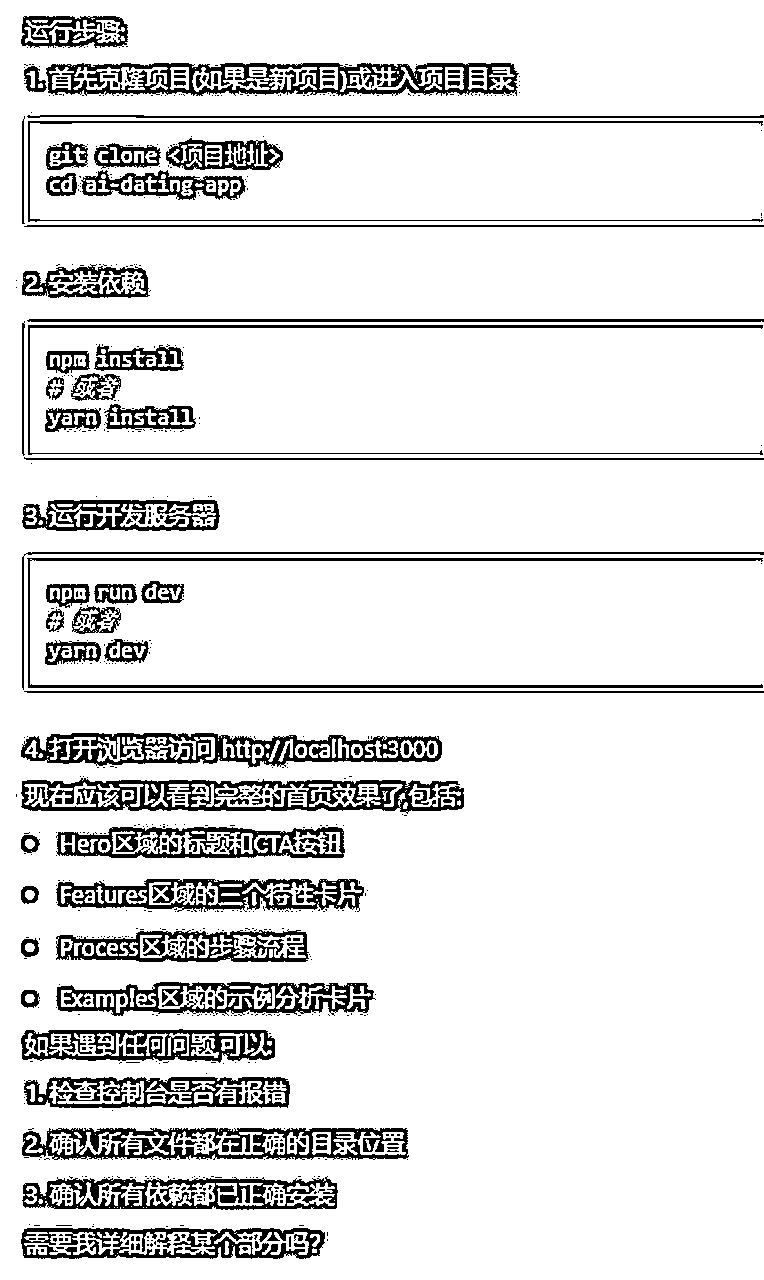 运行步骤:
1. 首先克隆项目(如果是新项目)或进入项目目录
git clone <项目地址>
cd ai-dating-app
2. 安装依赖
npm install
# 或者
yarn install
3. 运行开发服务器
npm run dev
# 或者
yarn dev
4. 打开浏览器访问 http://localhost:3000
现在应该可以看到完整的首页效果了,包括:
Hero区域的标题和CTA按钮
Features区域的三个特性卡片
Process区域的步骤流程
Examples区域的示例分析卡片
如果遇到任何问题,可以:
1. 检查控制台是否有报错
2. 确认所有文件都在正确的目录位置
3. 确认所有依赖都已正确安装
需要我详细解释某个部分吗?